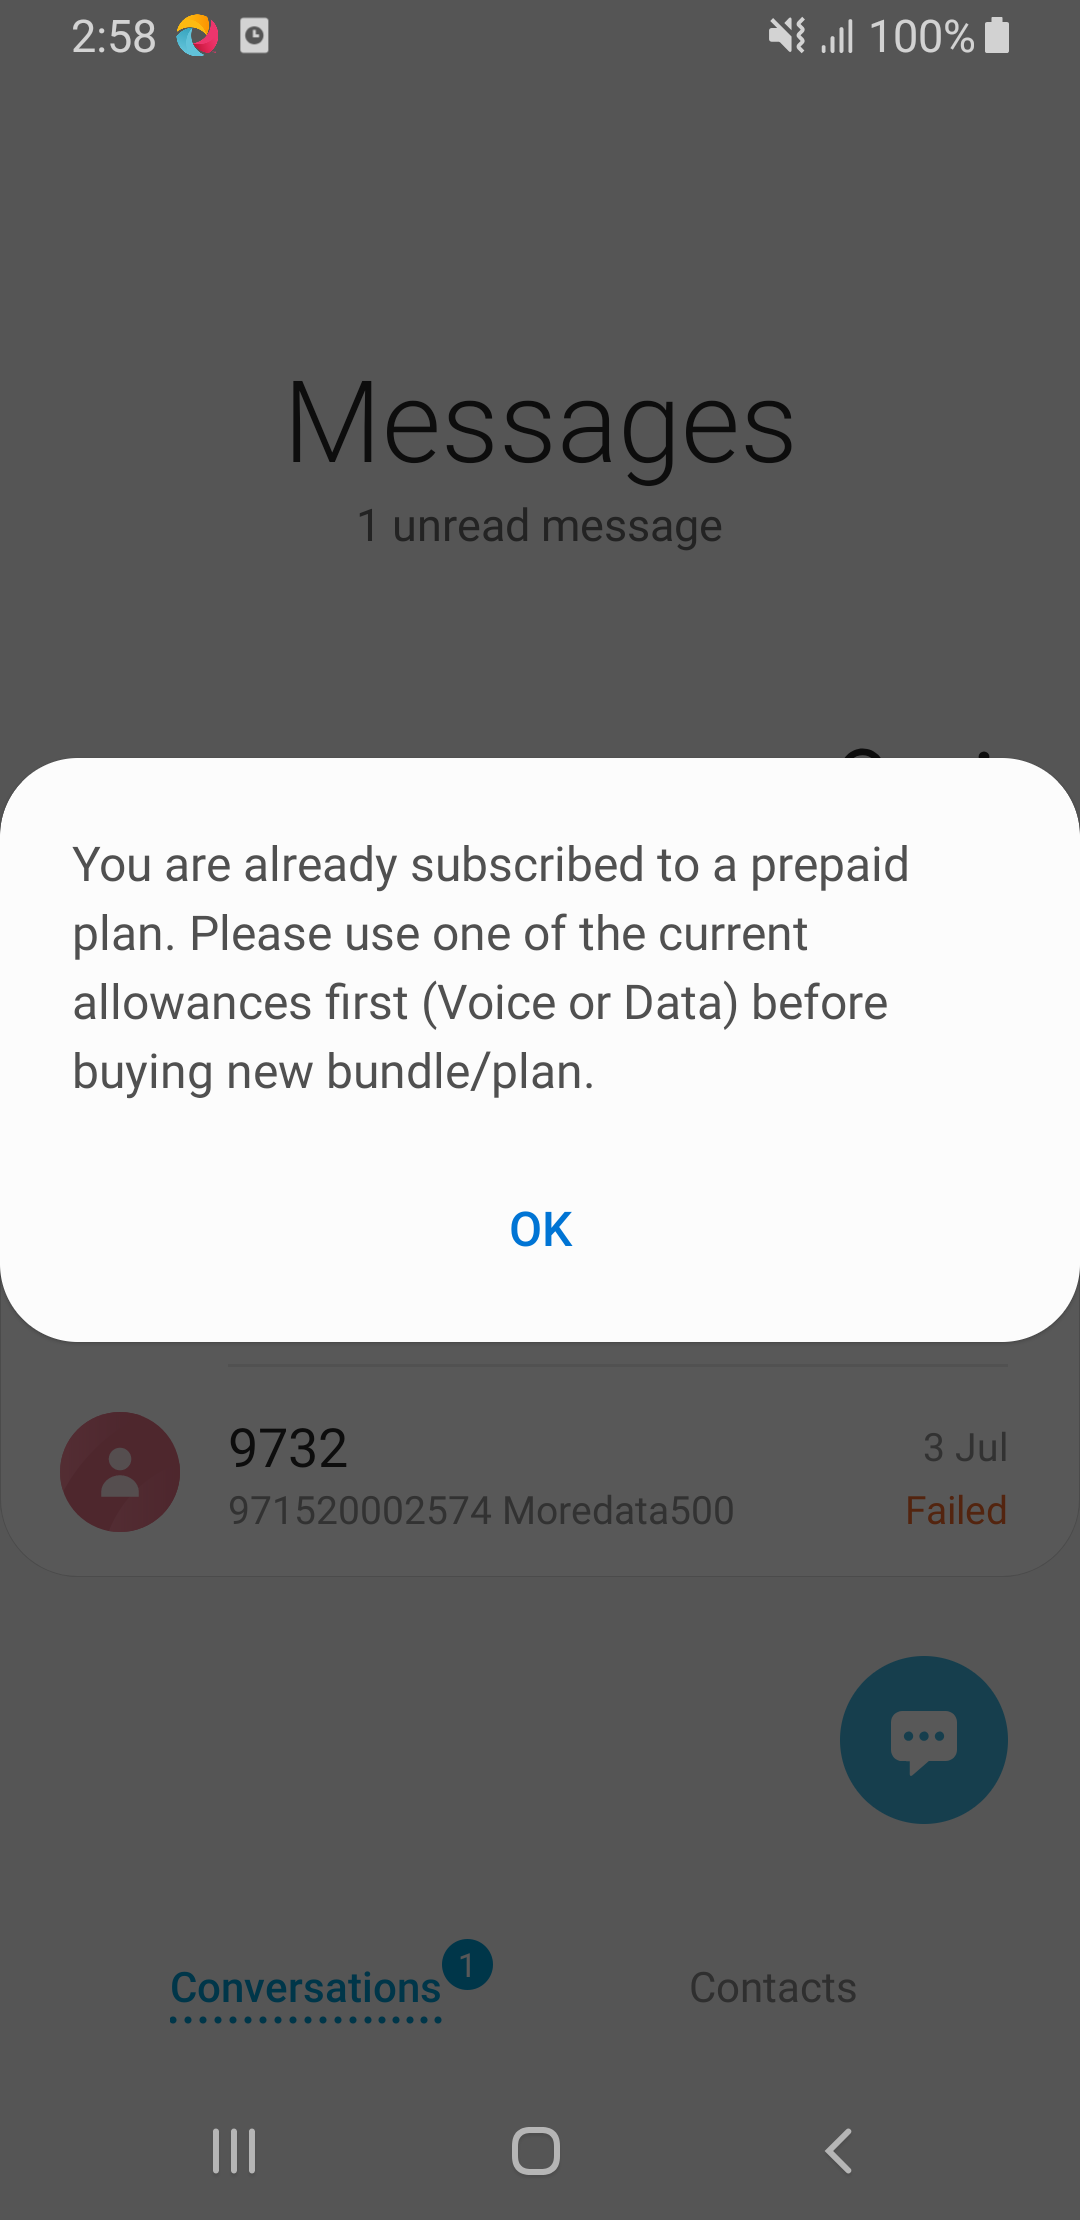 2:58
100%
Messages
1 unread message
You are already subscribed to a prepaid
plan. Please use one of the current
allowances first (Voice or Data) before
buying new bundle/plan.
OK
9732
3 Jul
971520002574 Moredata500
Failed
Conversations
1
Contacts